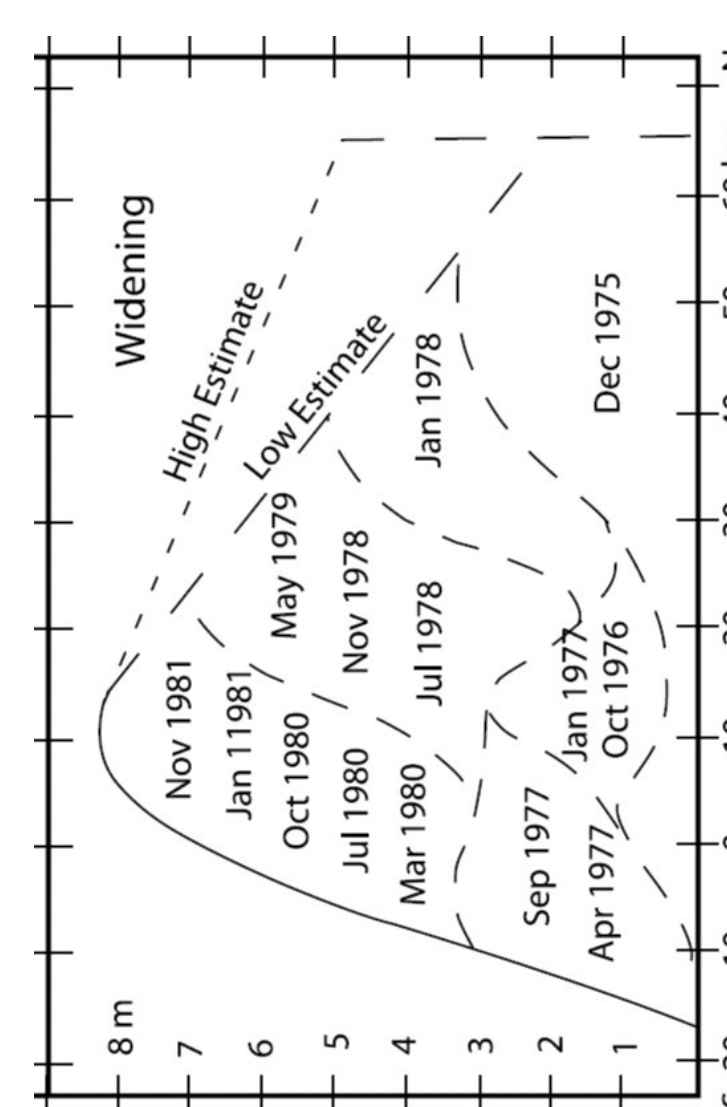 Widening
8 m
High Estimate
Nov 1981
7
Low Estimate
Jan 11981
6
May 1979
Oct 1980
5
Nov 1978
Jul 1980
4
Jan 1978
Jul 1978
Mar 1980
3
Sep 1977
2
Jan 1977
Dec 1975
Oct 1976
Apr 1977
1